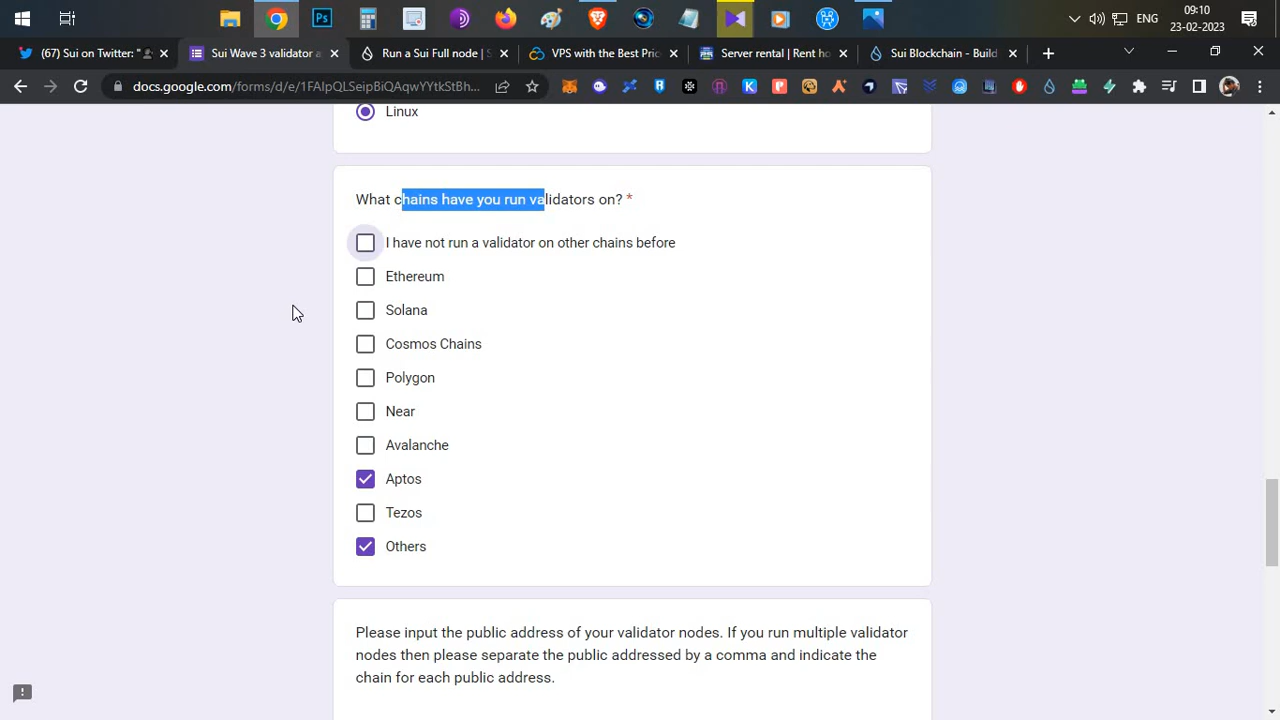 Ps
ENG
09:10
23-02-2023
(67) Sui on Twitter: "
Sui Wave 3 validator a
Run a Sui Full node | S
VPS with the Best Pric
Server rental | Rent ho
Sui Blockchain - Build
docs.google.com/forms/d/e/1FAIpQLSeipBiQAqwYYtkStBh...
Linux
What chains have you run validators on? *
I have not run a validator on other chains before
Ethereum
Solana
Cosmos Chains
Polygon
Near
Avalanche
Aptos
Tezos
Others
Please input the public address of your validator nodes. If you run multiple validator
nodes then please separate the public addressed by a comma and indicate the
chain for each public address.